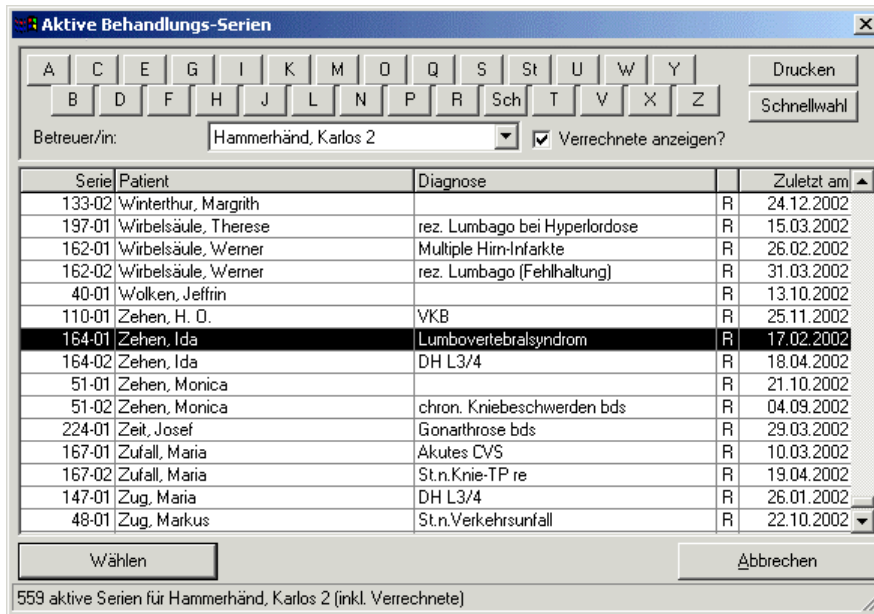 Aktive Behandlungs-Serien
A C E G I K M O Q S St U W Y Drucken
B D F H J L N P R Sch T V X Z Schnellwahl
Betreuer/in: Hammerhänd, Karlos 2 Verrechnete anzeigen?
Serie Patient Diagnose Zuletzt am
133-02 Winterthur, Margrith R 24.12.2002
197-01 Wirbelsäule, Therese rez. Lumbago bei Hyperlordose R 15.03.2002
162-01 Wirbelsäule, Werner Multiple Hirn-Infarkte R 26.02.2002
162-02 Wirbelsäule, Werner rez. Lumbago (Fehlhaltung) R 31.03.2002
40-01 Wolken, Jeffrin R 13.10.2002
110-01 Zehen, H. O. VKB R 25.11.2002
164-01 Zehen, Ida Lumbovertebralsyndrom R 17.02.2002
164-02 Zehen, Ida DH L3/4 R 18.04.2002
51-01 Zehen, Monica R 21.10.2002
51-02 Zehen, Monica chron. Kniebeschwerden bds R 04.09.2002
224-01 Zeit, Josef Gonarthrose bds R 29.03.2002
167-01 Zufall, Maria Akutes CVS R 10.03.2002
167-02 Zufall, Maria St.n.Knie-TP re R 19.04.2002
147-01 Zug, Maria DH L3/4 R 26.01.2002
48-01 Zug, Markus St.n.Verkehrsunfall R 22.10.2002
Wählen Abbrechen
559 aktive Serien für Hammerhänd, Karlos 2 (inkl. Verrechnete)